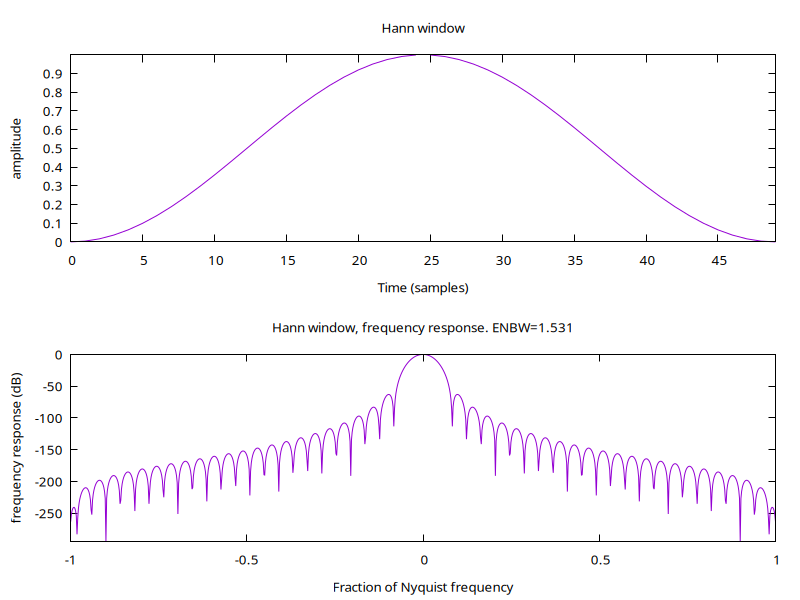 Hann window
0.9
0.8
0.7
0.6
0.5
0.4
0.3
0.2
0.1
0
amplitude
0 5 10 15 20 25 30 35 40 45
Time (samples)
Hann window, frequency response. ENBW=1.531
0
-50
-100
-150
-200
-250
frequency response (dB)
-1 -0.5 0 0.5 1
Fraction of Nyquist frequency